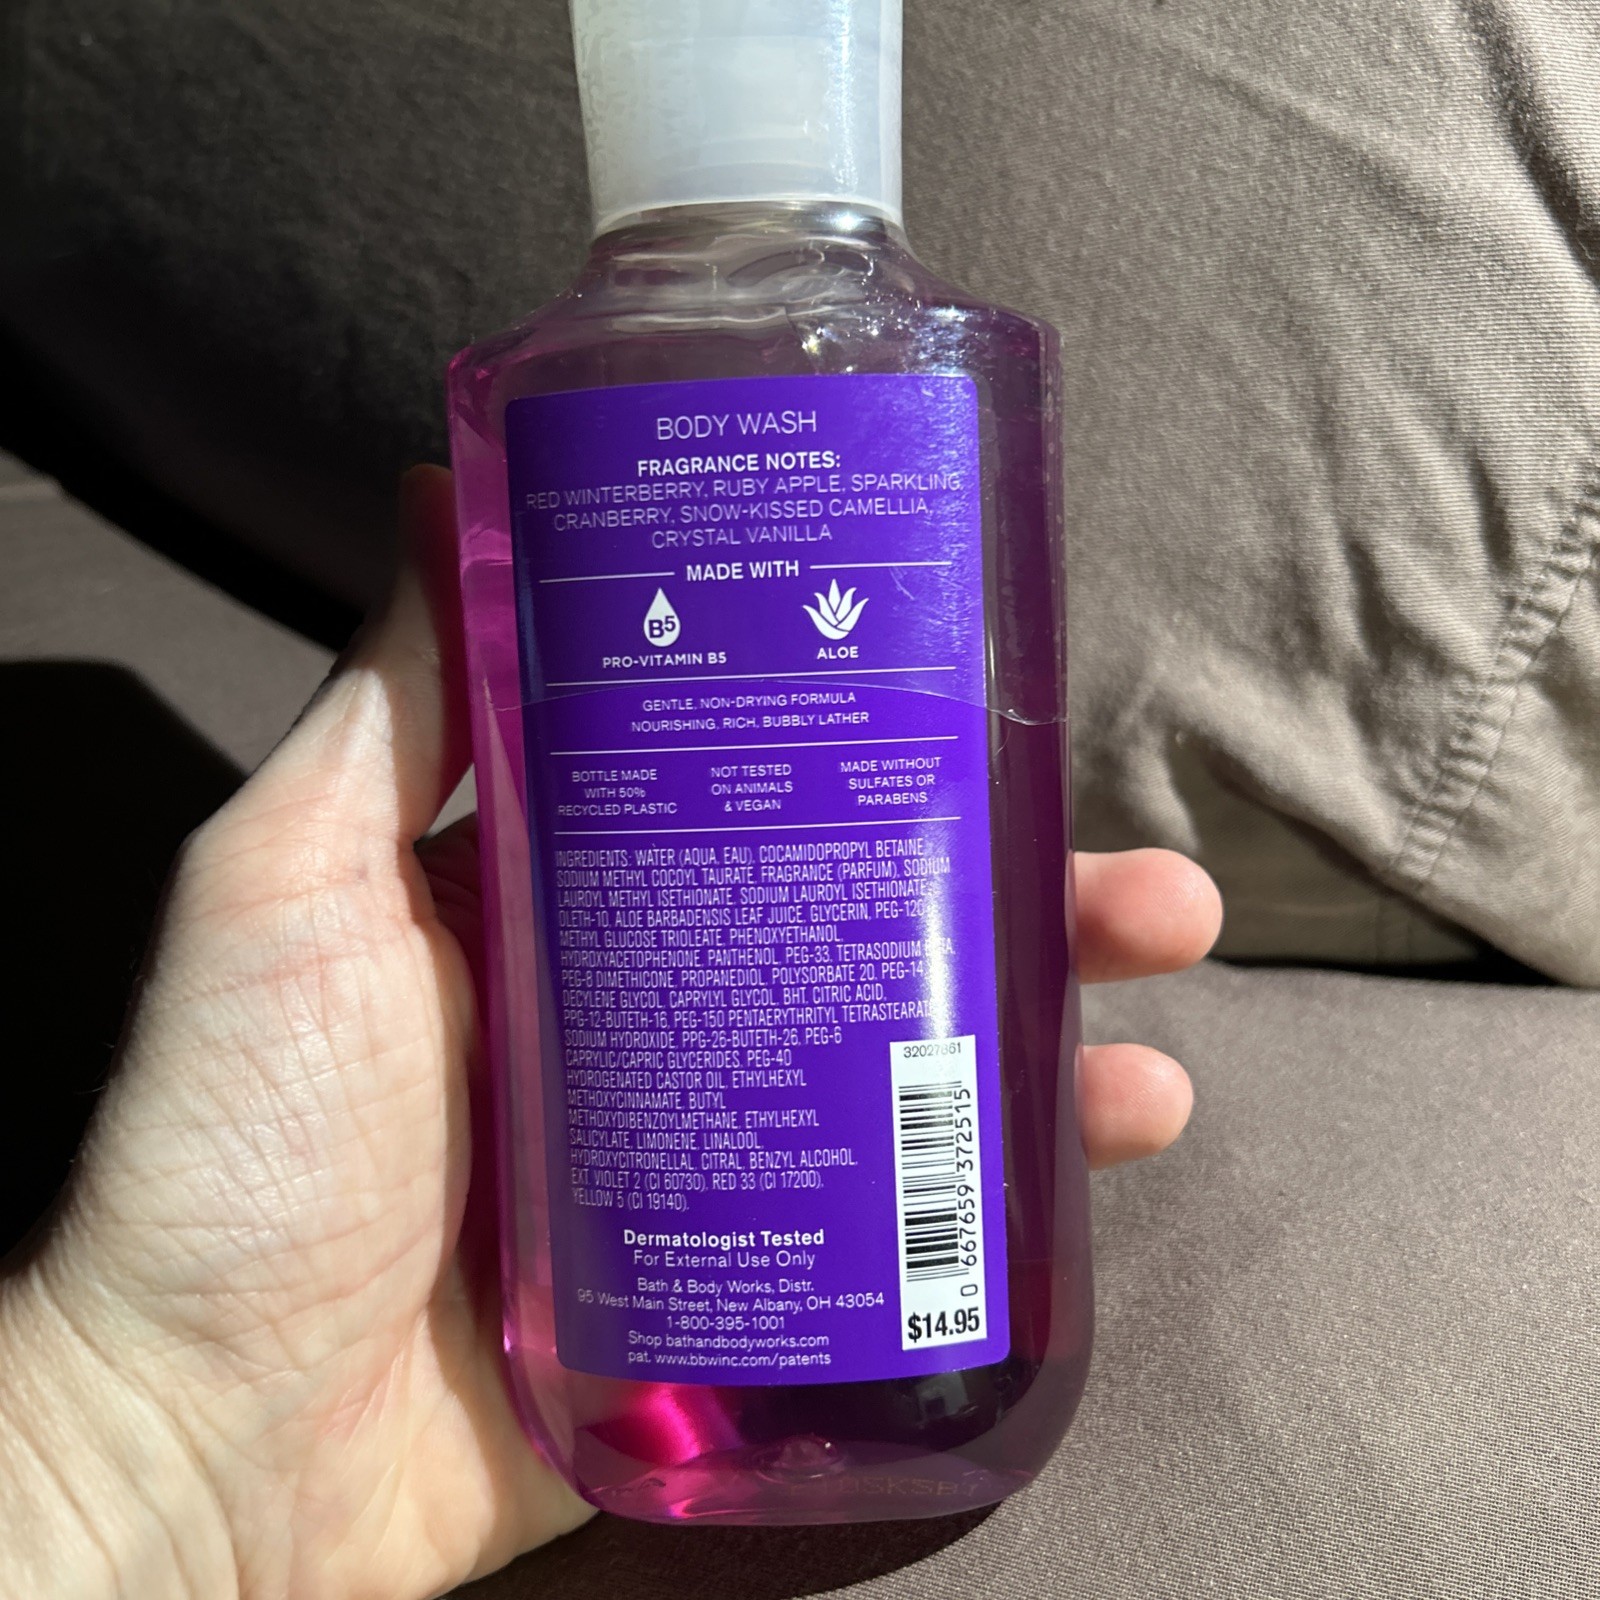 BODY WASH
FRAGRANCE NOTES:
RED WINTERBERRY, RUBY APPLE, SPARKLING
CRANBERRY, SNOW-KISSED CAMELLIA,
CRYSTAL VANILLA
MADE WITH
B5
PRO-VITAMIN B5
ALOE
GENTLE, NON-DRYING FORMULA
NOURISHING, RICH, BUBBLY LATHER
BOTTLE MADE
WITH 50%
RECYCLED PLASTIC
NOT TESTED
ON ANIMALS
& VEGAN
MADE WITHOUT
SULFATES OR
PARABENS
INGREDIENTS: WATER (AQUA, EAU), COCAMIDOPROPYL BETAINE,
SODIUM METHYL COCOYL TAURATE, FRAGRANCE (PARFUM), SODIUM
LAUROYL METHYL ISETHIONATE, SODIUM LAUROYL ISETHIONATE,
OLETH-10, ALOE BARBADENSIS LEAF JUICE, GLYCERIN, PEG-120
METHYL GLUCOSE TRIOLEATE, PHENOXYETHANOL,
HYDROXYACETOPHENONE, PANTHENOL, PEG-33, TETRASODIUM
PEG-8 DIMETHICONE, PROPANEDIOL, POLYSORBATE 20, PEG-14
DECYLENE GLYCOL, CAPRYLYL GLYCOL, BHT, CITRIC ACID,
PPG-12-BUTETH-16, PEG-150 PENTAERYTHRITYL TETRASTEARATE,
SODIUM HYDROXIDE, PPG-26-BUTETH-26, PEG-6
CAPRYLIC/CAPRIC GLYCERIDES, PEG-40
HYDROGENATED CASTOR OIL, ETHYLHEXYL
METHOXYCINNAMATE, BUTYL
METHOXYDIBENZOYLMETHANE, ETHYLHEXYL
SALICYLATE, LIMONENE, LINALOOL,
HYDROXYCITRONELLAL, CITRAL, BENZYL ALCOHOL,
EXT. VIOLET 2 (CI 60730), RED 33 (CI 17200),
YELLOW 5 (CI 19140).
32027861
0 667659 372515
$14.95
Dermatologist Tested
For External Use Only
Bath & Body Works, Distr.
95 West Main Street, New Albany, OH 43054
1-800-395-1001
Shop bathandbodyworks.com
pat. www.bbwinc.com/patents